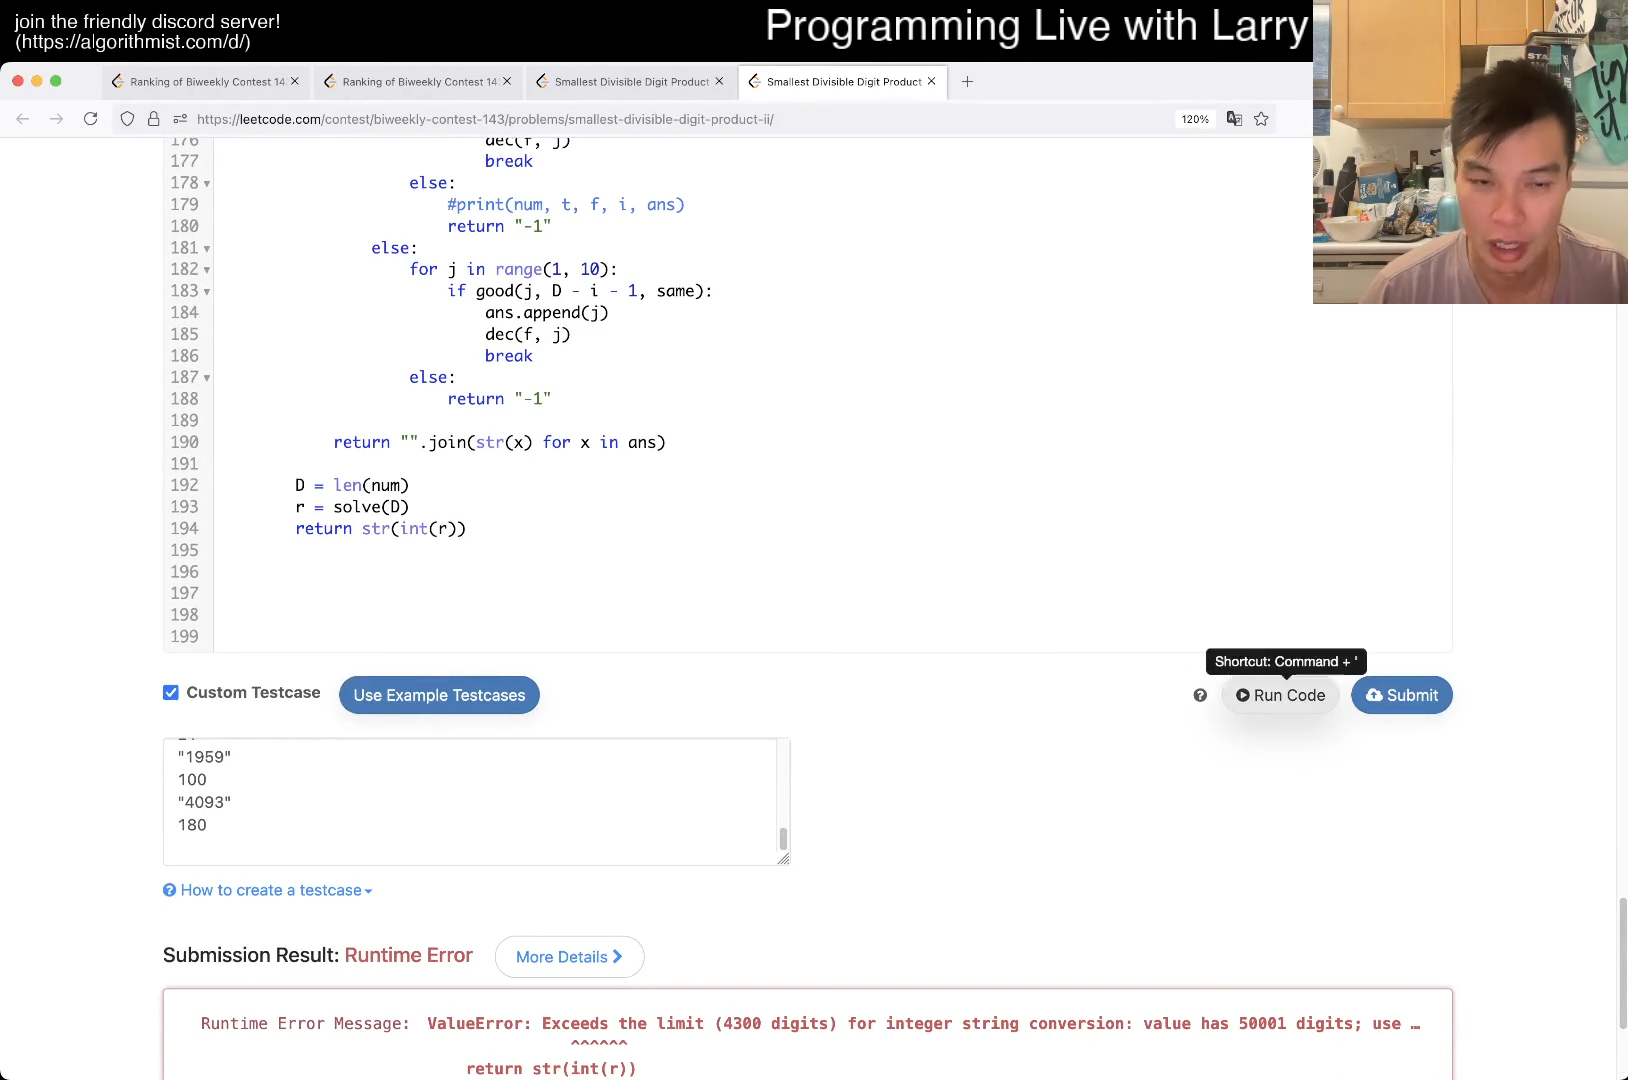 join the friendly discord server!
(https://algorithmist.com/d/)
Programming Live with Larry
Ranking of Biweekly Contest 14
Ranking of Biweekly Contest 14
Smallest Divisible Digit Product
Smallest Divisible Digit Product
https://leetcode.com/contest/biweekly-contest-143/problems/smallest-divisible-digit-product-ii/
120%
176 dec(f, j)
177 break
178 else:
179 #print(num, t, f, i, ans)
180 return "-1"
181 else:
182 for j in range(1, 10):
183 if good(j, D - i - 1, same):
184 ans.append(j)
185 dec(f, j)
186 break
187 else:
188 return "-1"
189
190 return "".join(str(x) for x in ans)
191
192 D = len(num)
193 r = solve(D)
194 return str(int(r))
195
196
197
198
199
Shortcut: Command + '
Custom Testcase
Use Example Testcases
Run Code
Submit
"1959"
100
"4093"
180
How to create a testcase
Submission Result: Runtime Error
More Details
Runtime Error Message: ValueError: Exceeds the limit (4300 digits) for integer string conversion: value has 50001 digits; use …
^^^^^^
return str(int(r))